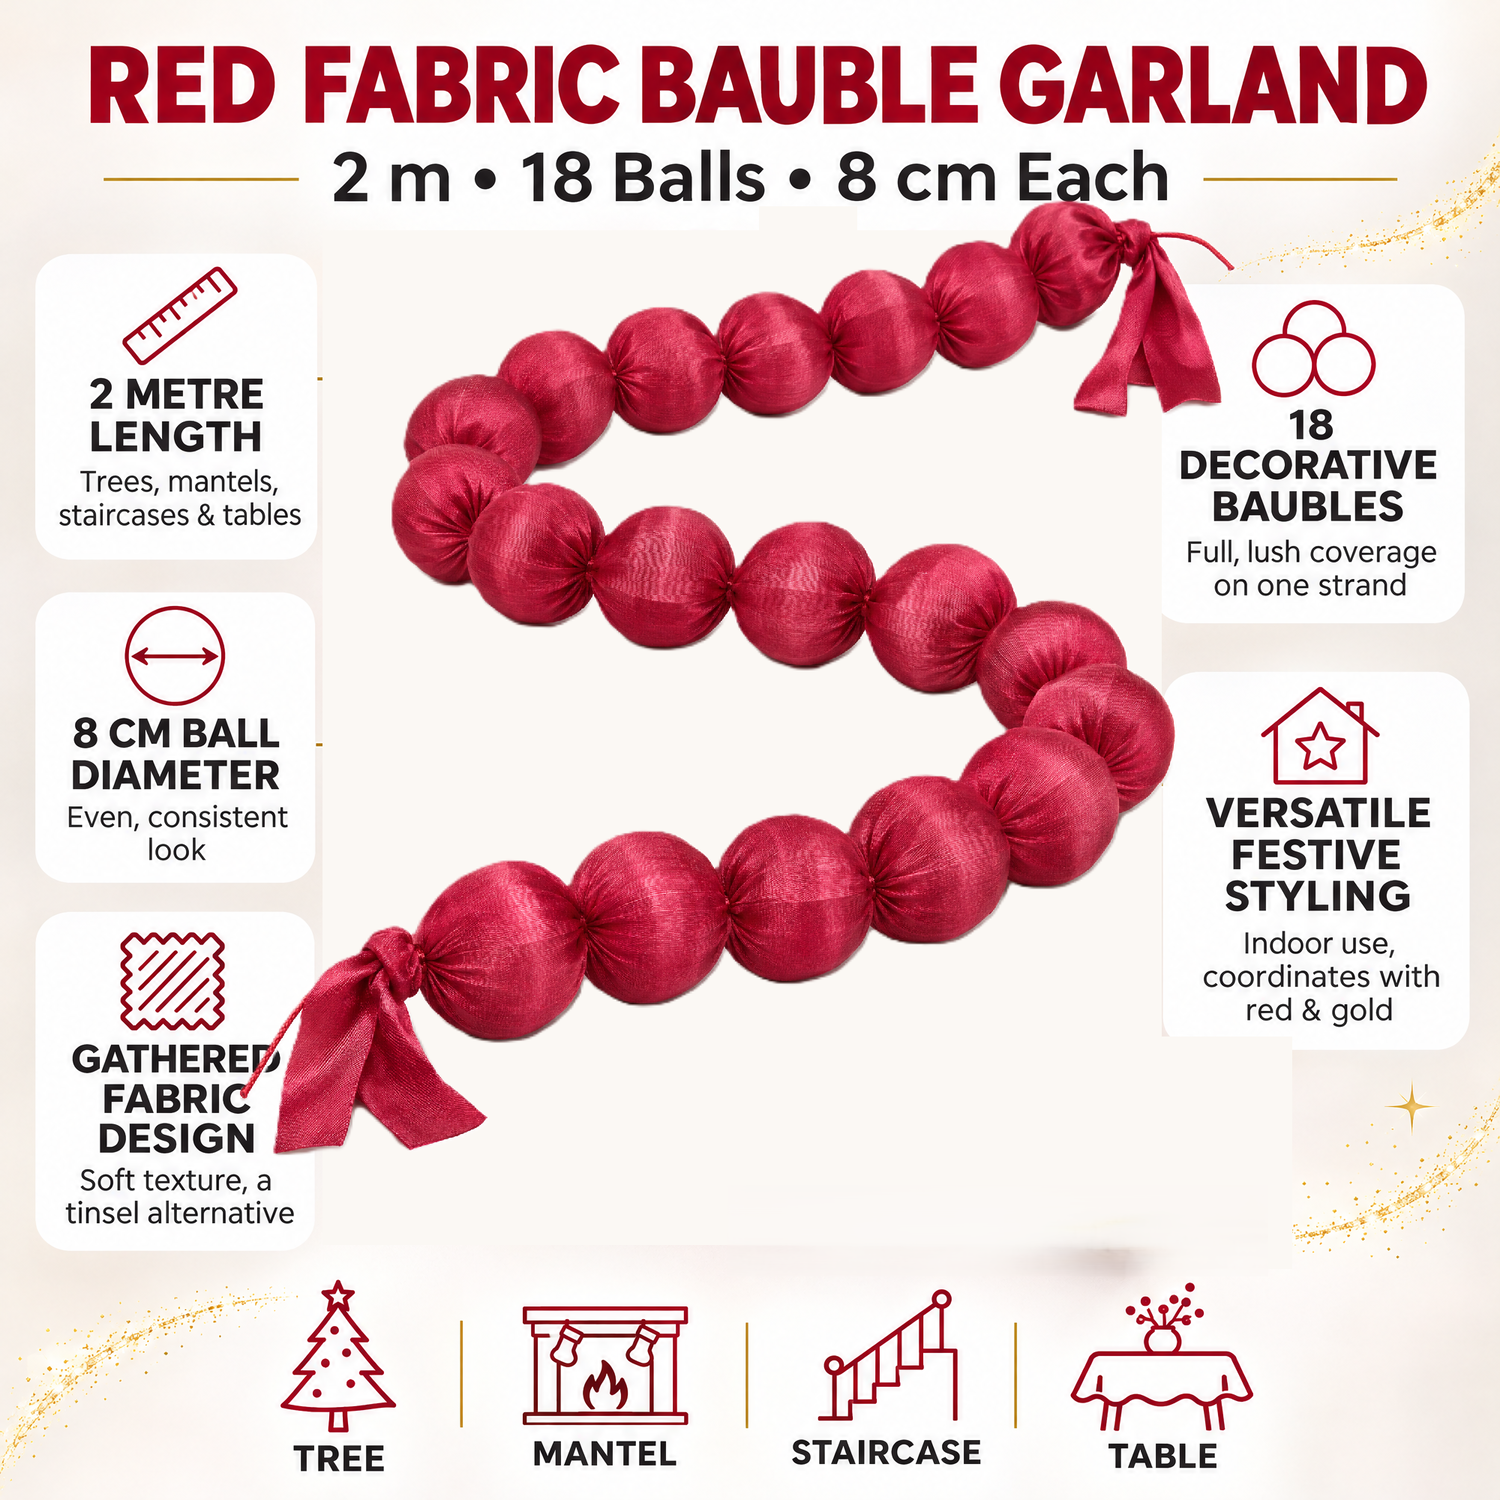 RED FABRIC BAUBLE GARLAND
2 m • 18 Balls • 8 cm Each
2 METRE
LENGTH
Trees, mantels,
staircases & tables
8 CM BALL
DIAMETER
Even, consistent
look
GATHERED
FABRIC
DESIGN
Soft texture, a
tinsel alternative
18
DECORATIVE
BAUBLES
Full, lush coverage
on one strand
VERSATILE
FESTIVE
STYLING
Indoor use,
coordinates with
red & gold
TREE
MANTEL
STAIRCASE
TABLE